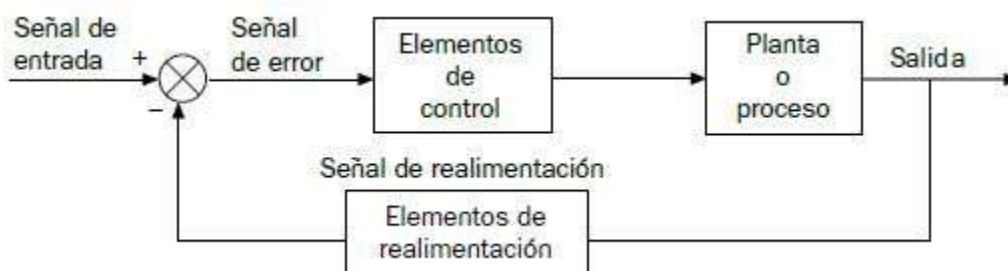 Señal de
entrada
+
−
Señal
de error
Elementos
de
control
Planta
o
proceso
Salida
Señal de realimentación
Elementos de
realimentación